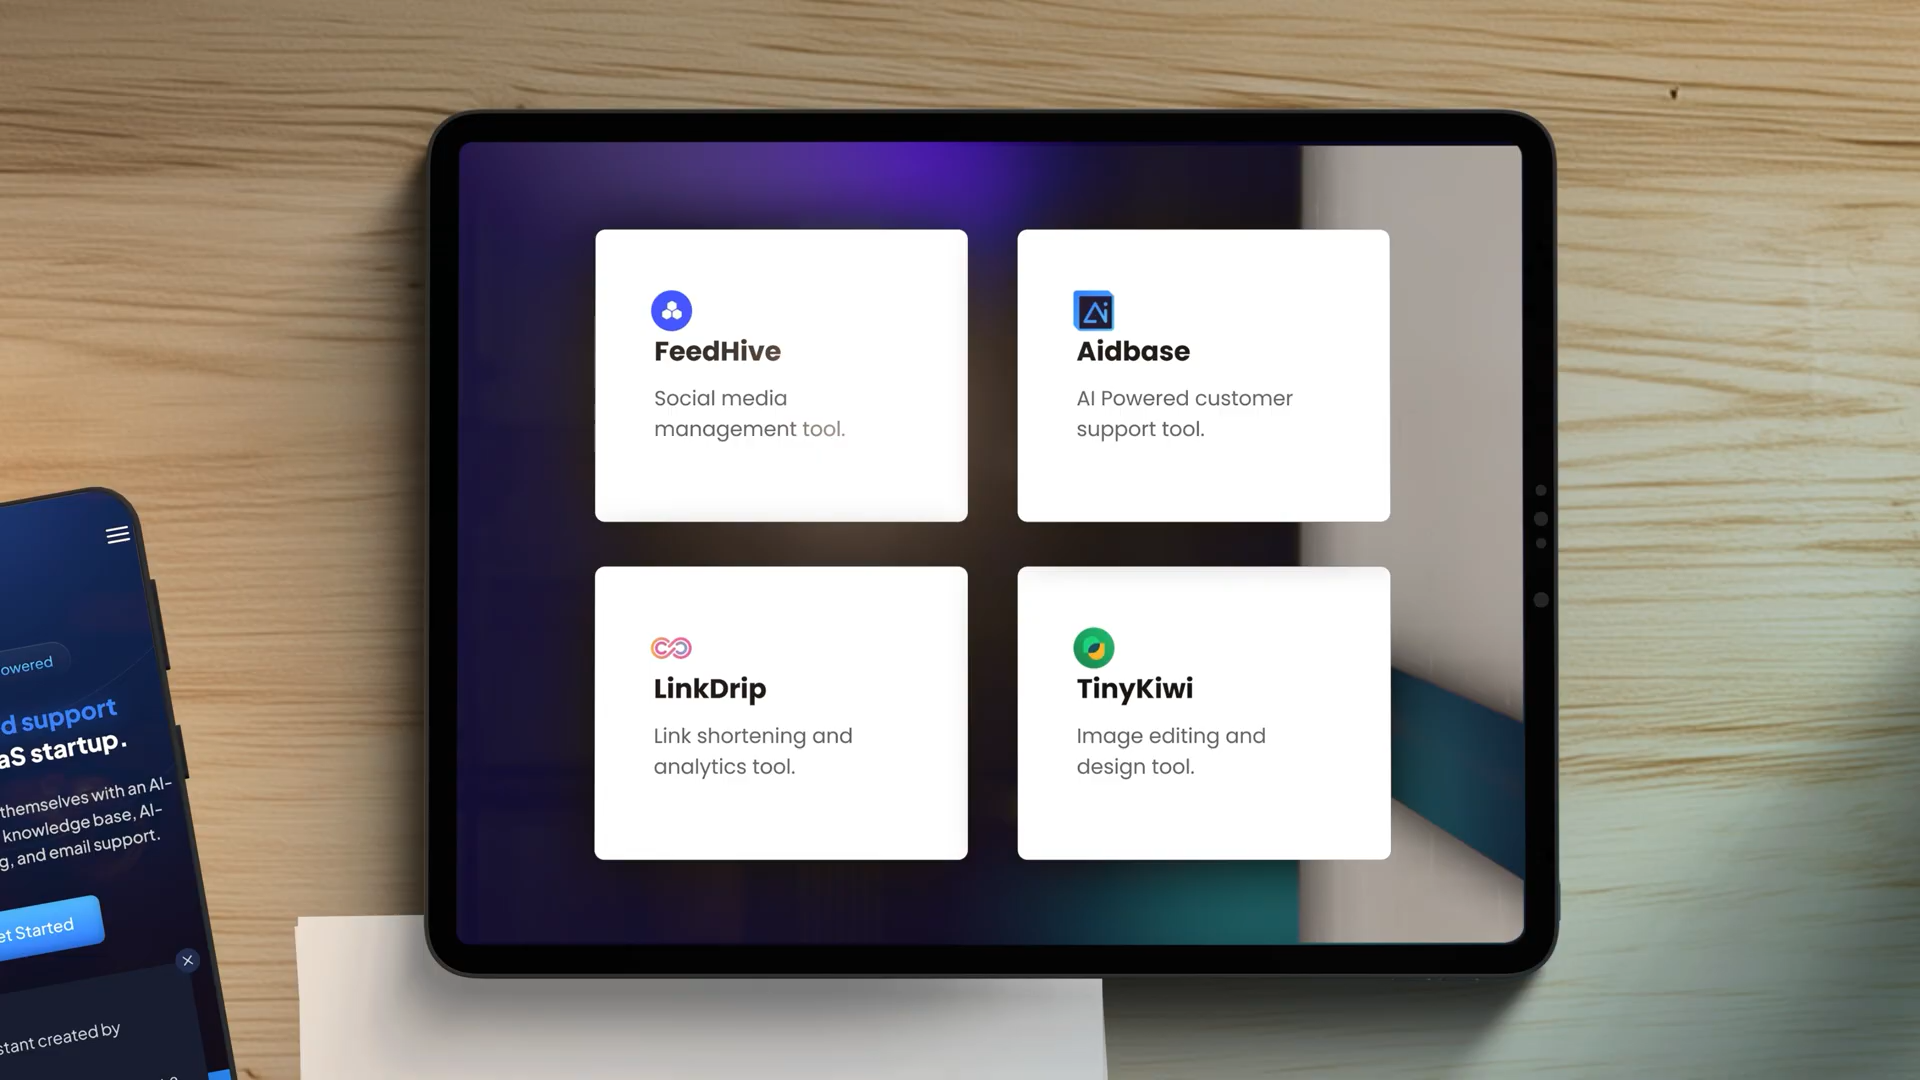 FeedHive
Social media
management tool.
Ai
Aidbase
AI Powered customer
support tool.
LinkDrip
Link shortening and
analytics tool.
TinyKiwi
Image editing and
design tool.
owered
d support
aS startup.
themselves with an AI-
knowledge base, AI-
g, and email support.
et Started
stant created by